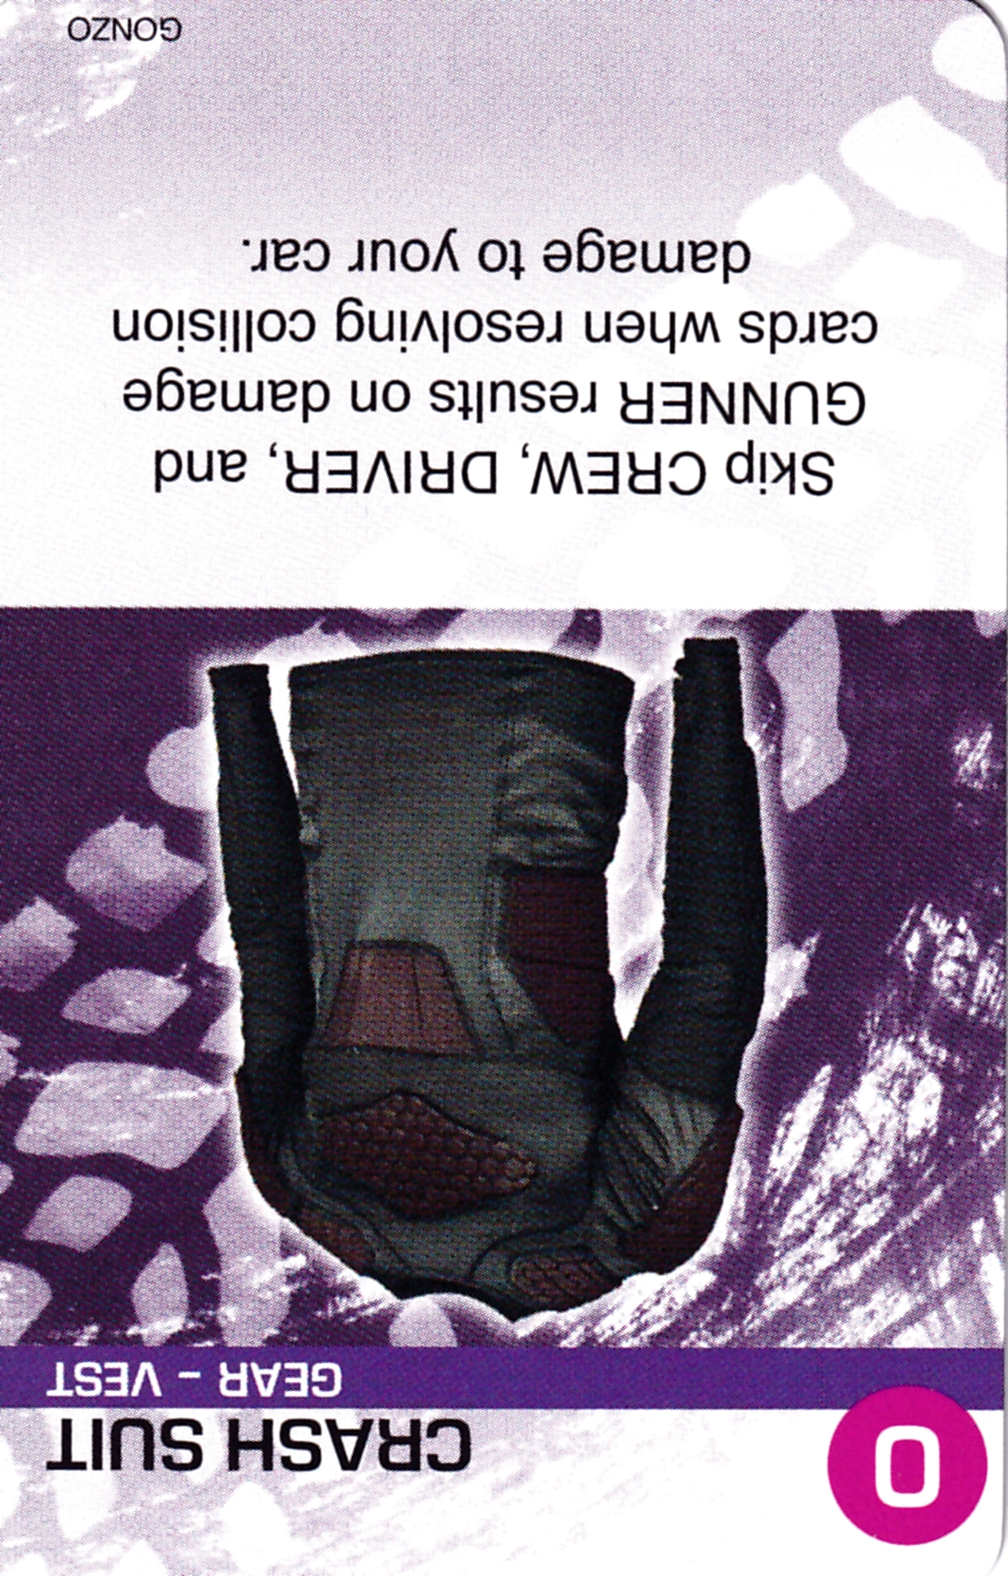 0
CRASH SUIT
GEAR – VEST
Skip CREW, DRIVER, and
GUNNER results on damage
cards when resolving collision
damage to your car.
GONZO